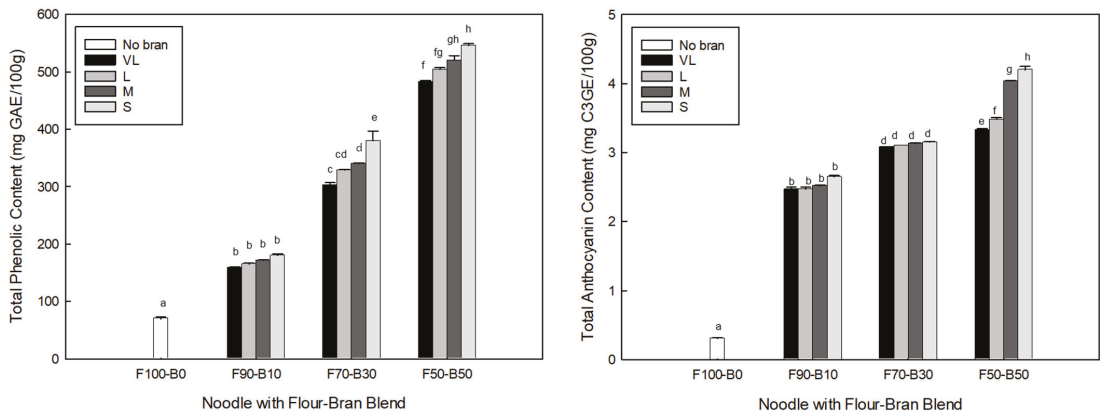 Total Phenolic Content (mg GAE/100g)
600
500
400
300
200
100
0
No bran
VL
L
M
S
a
b b b b
c cd d e
f fg gh h
F100-B0 F90-B10 F70-B30 F50-B50
Noodle with Flour-Bran Blend
Total Anthocyanin Content (mg C3GE/100g)
5
4
3
2
1
0
No bran
VL
L
M
S
a
b b b b
d d d d
e f g h
F100-B0 F90-B10 F70-B30 F50-B50
Noodle with Flour-Bran Blend